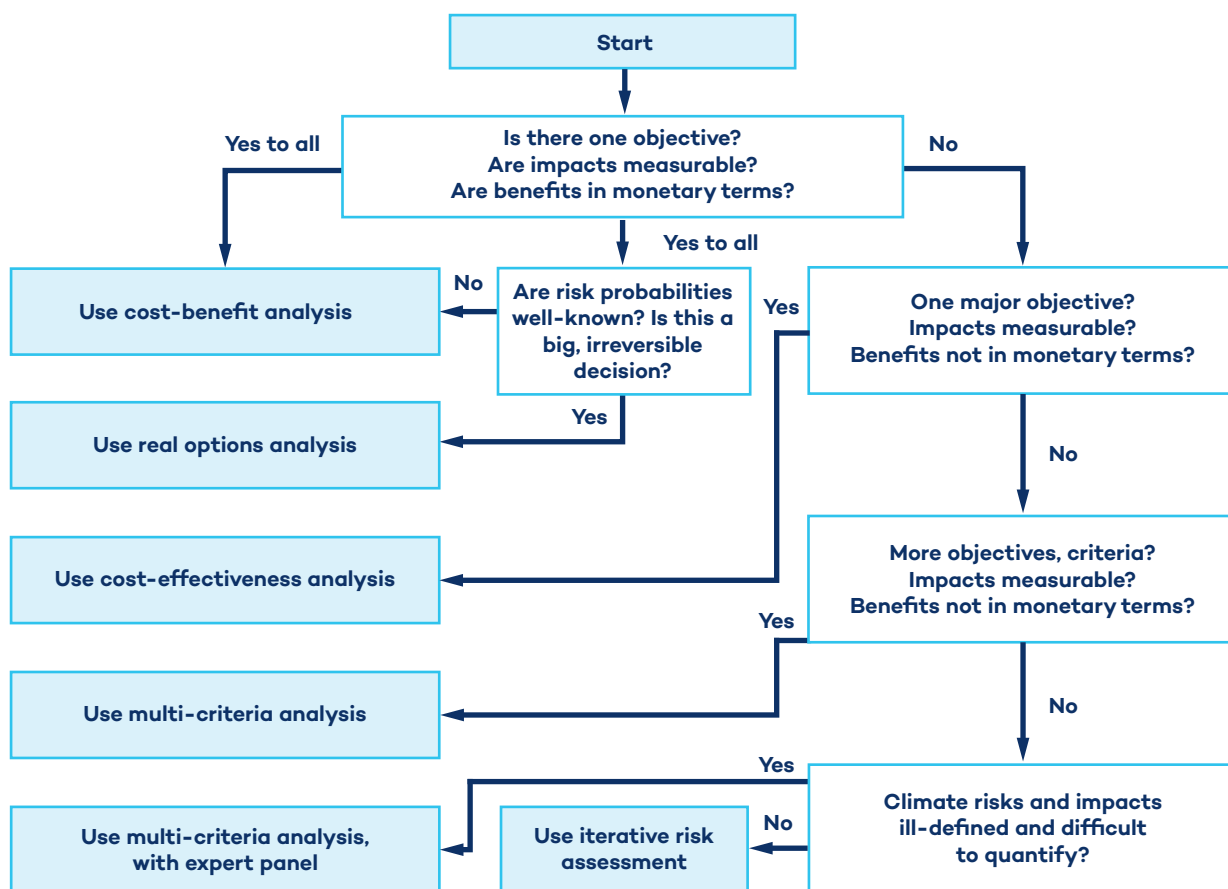 Start
Is there one objective?
Are impacts measurable?
Are benefits in monetary terms?
Yes to all
No
Yes to all
Use cost-benefit analysis
No
Are risk probabilities
well-known? Is this a
big, irreversible
decision?
Yes
One major objective?
Impacts measurable?
Benefits not in monetary terms?
Yes
Use real options analysis
No
Use cost-effectiveness analysis
More objectives, criteria?
Impacts measurable?
Benefits not in monetary terms?
Yes
Use multi-criteria analysis
No
Yes
Use multi-criteria analysis,
with expert panel
Use iterative risk
assessment
No
Climate risks and impacts
ill-defined and difficult
to quantify?